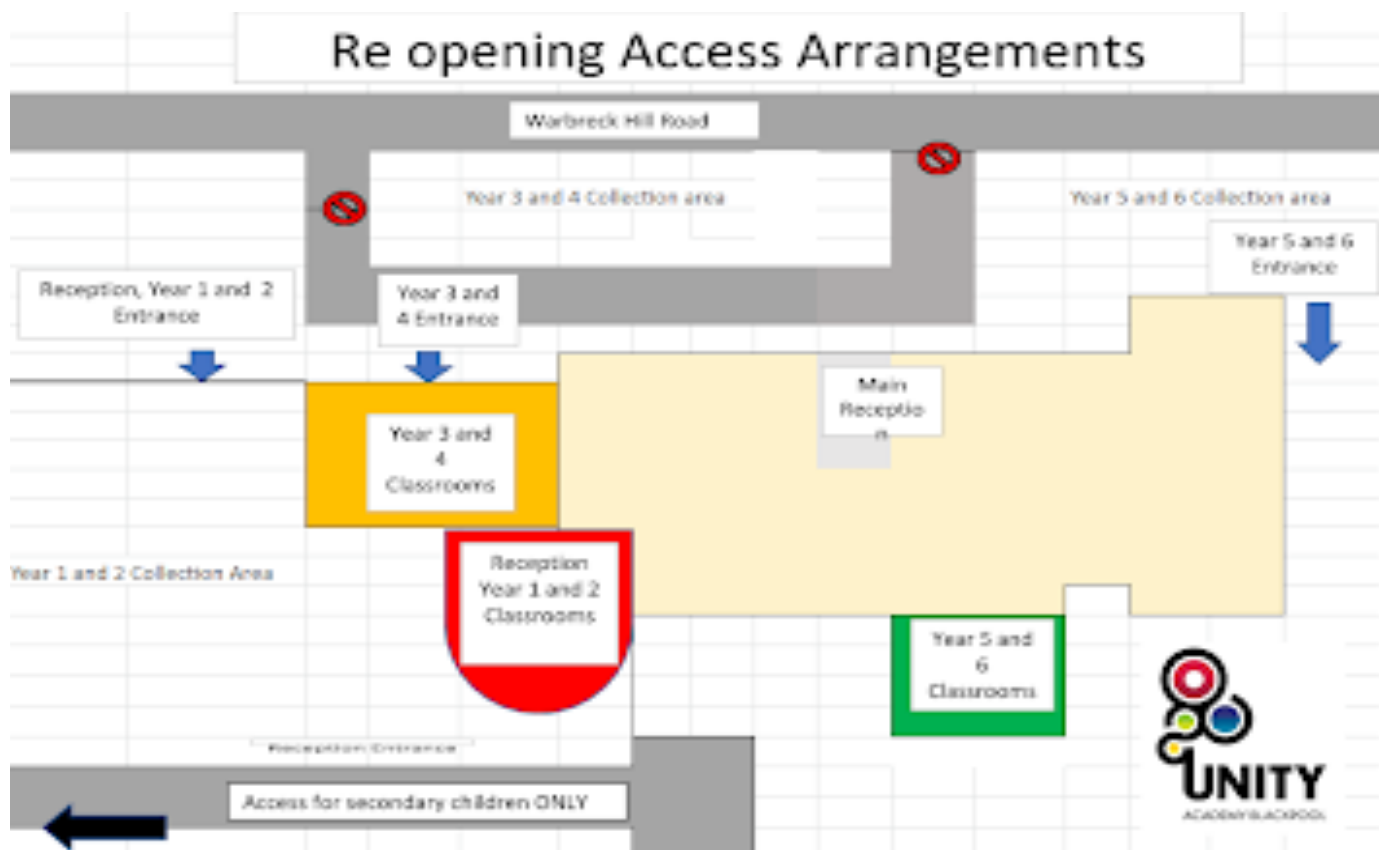 Re opening Access Arrangements
Warbreck Hill Road
Year 3 and 4 Collection area
Year 5 and 6 Collection area
Year 5 and 6
Entrance
Reception, Year 1 and 2
Entrance
Year 3 and
4 Entrance
Main
Receptio
n
Year 3 and
4
Classrooms
Year 1 and 2 Collection Area
Reception
Year 1 and 2
Classrooms
Year 5 and
6
Classrooms
Reception Entrance
Access for secondary children ONLY
UNITY
ACADEMY BLACKPOOL